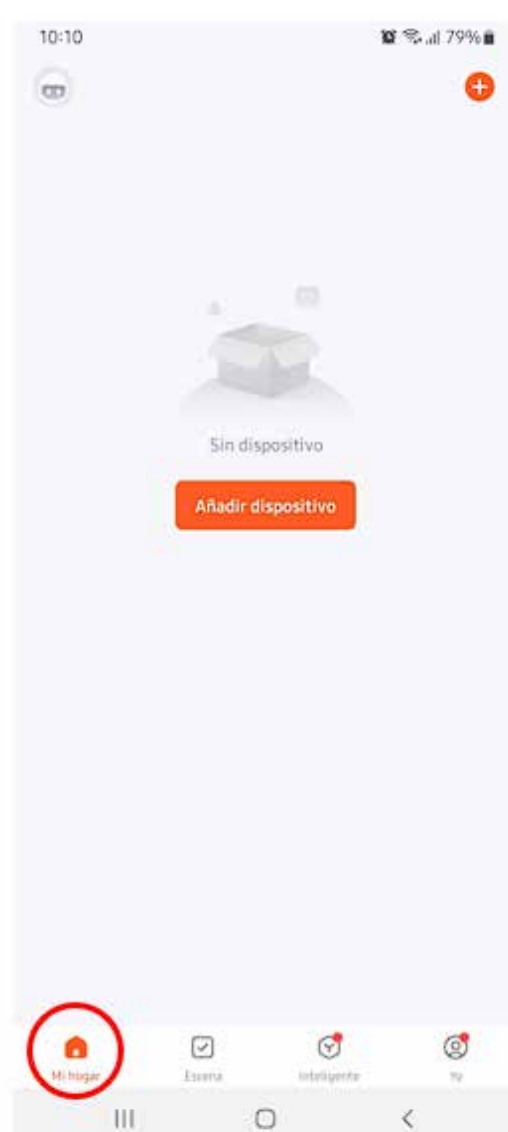 10:10
79%
Sin dispositivo
Añadir dispositivo
Mi hogar
Escena
Inteligente
Yo